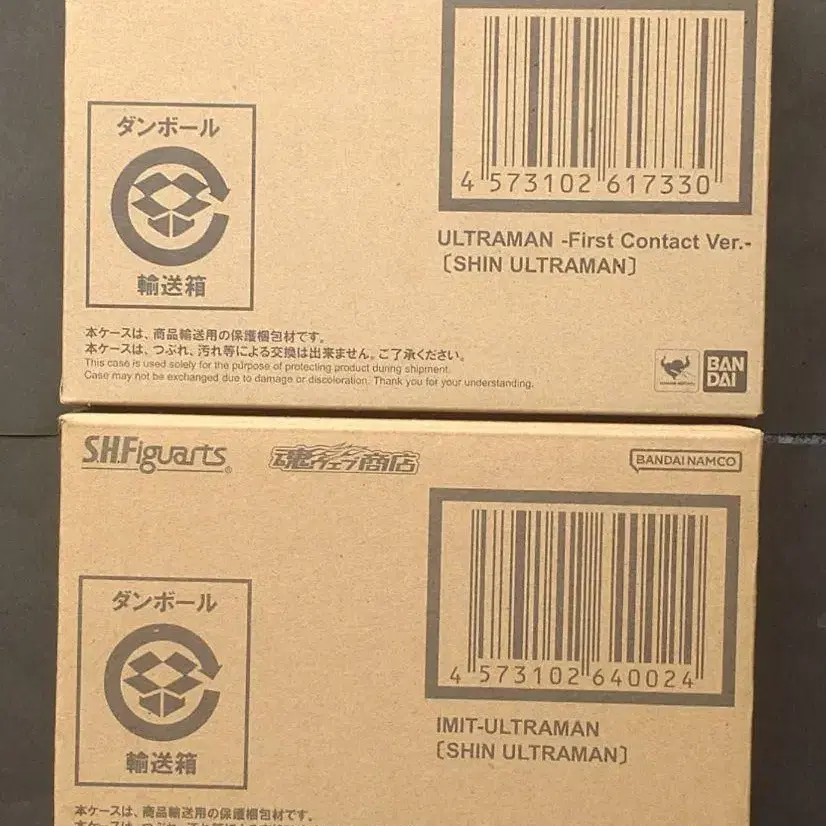 4 573102 617330
ダンボール
輸送箱
ULTRAMAN -First Contact Ver.-
〔SHIN ULTRAMAN〕
本ケースは、商品輸送用の保護梱包材です。
本ケースは、つぶれ、汚れ等による交換は出来ません。ご了承ください。
This case is used solely for the purpose of protecting product during shipment.
Case may not be exchanged due to damage or discoloration. Thank you for your understanding.
BAN
DAI
S.H.Figuarts®
魂ウェブ商店
BANDAI NAMCO
4 573102 640024
ダンボール
輸送箱
IMIT-ULTRAMAN
〔SHIN ULTRAMAN〕
本ケースは、商品輸送用の保護梱包材です。